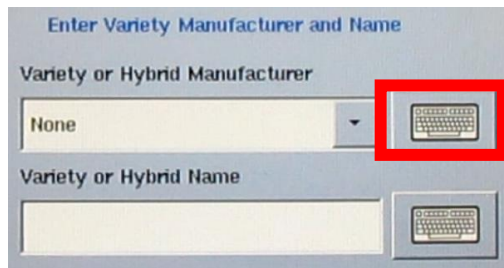 Enter Variety Manufacturer and Name
Variety or Hybrid Manufacturer
None
Variety or Hybrid Name